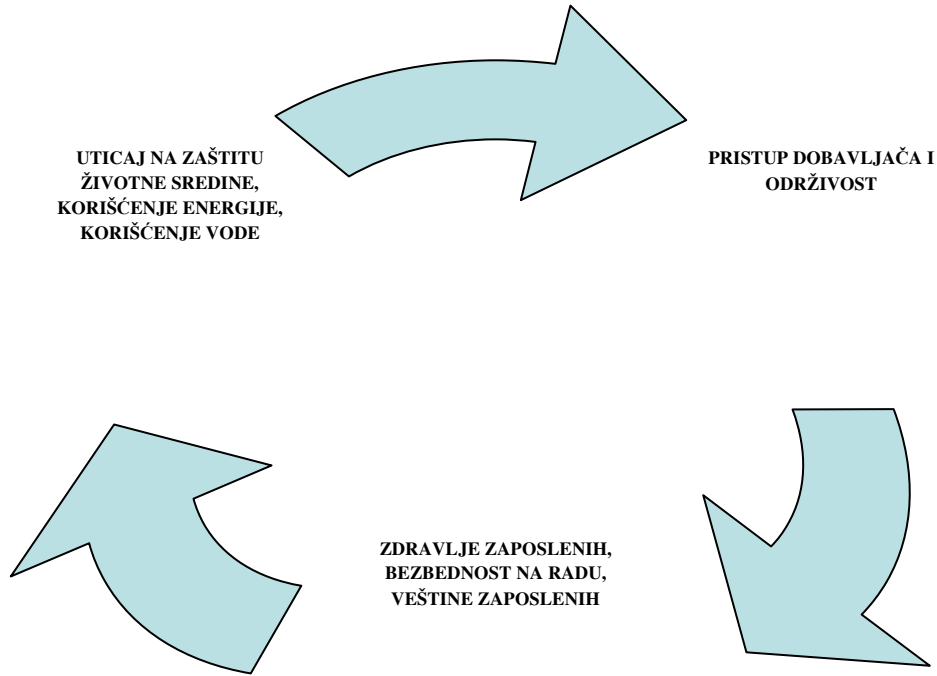 UTICAJ NA ZAŠTITU
ŽIVOTNE SREDINE,
KORIŠĆENJE ENERGIJE,
KORIŠĆENJE VODE
PRISTUP DOBAVLJAČA I
ODRŽIVOST
ZDRAVLJE ZAPOSLENIH,
BEZBEDNOST NA RADU,
VEŠTINE ZAPOSLENIH